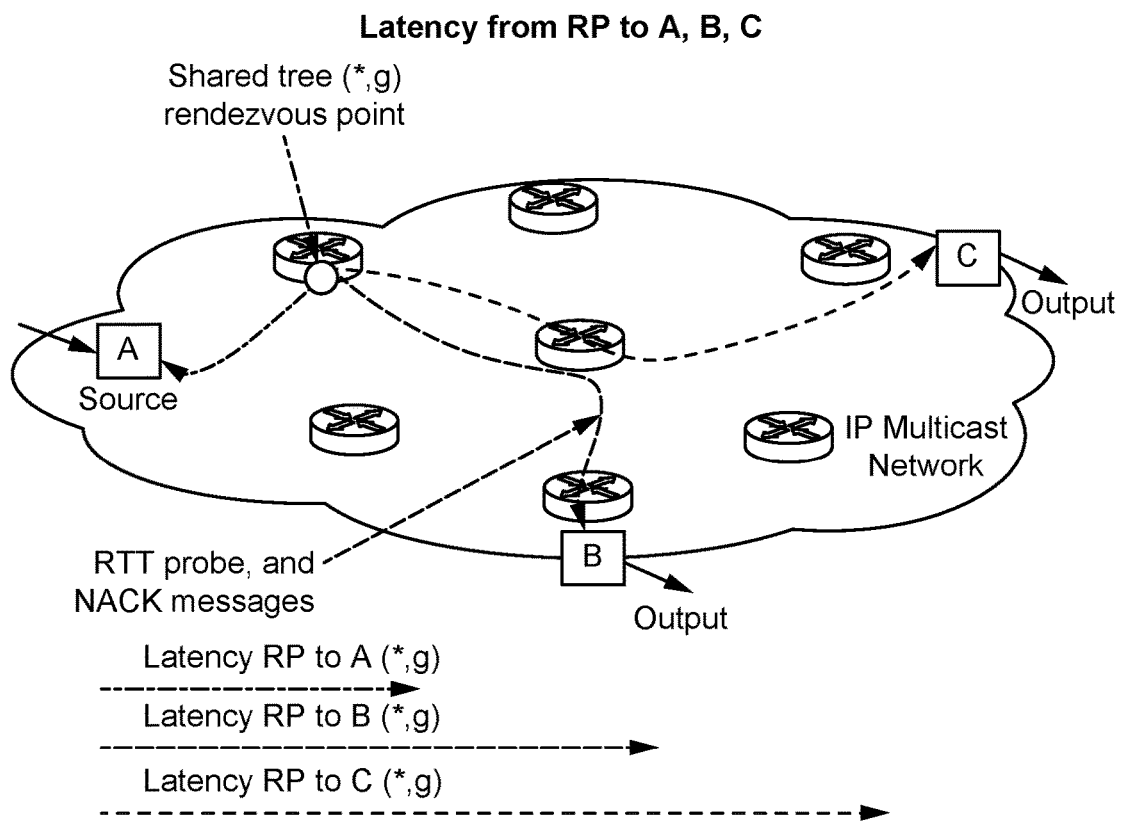 Latency from RP to A, B, C
Shared tree (*,g)
rendezvous point
C
Output
A
Source
IP Multicast
Network
RTT probe, and
NACK messages
B
Output
Latency RP to A (*,g)
Latency RP to B (*,g)
Latency RP to C (*,g)